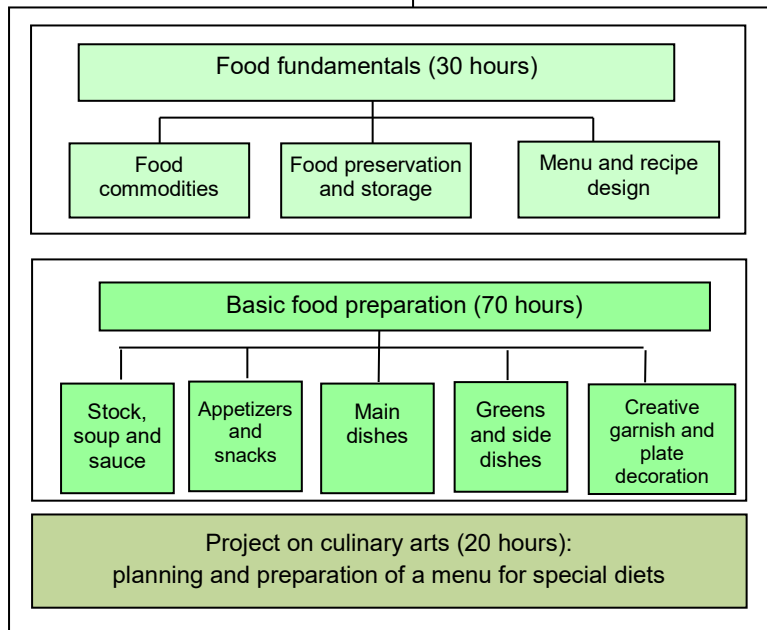 Food fundamentals (30 hours)
Food
commodities
Food preservation
and storage
Menu and recipe
design
Basic food preparation (70 hours)
Stock,
soup and
sauce
Appetizers
and
snacks
Main
dishes
Greens
and side
dishes
Creative
garnish and
plate
decoration
Project on culinary arts (20 hours):
planning and preparation of a menu for special diets